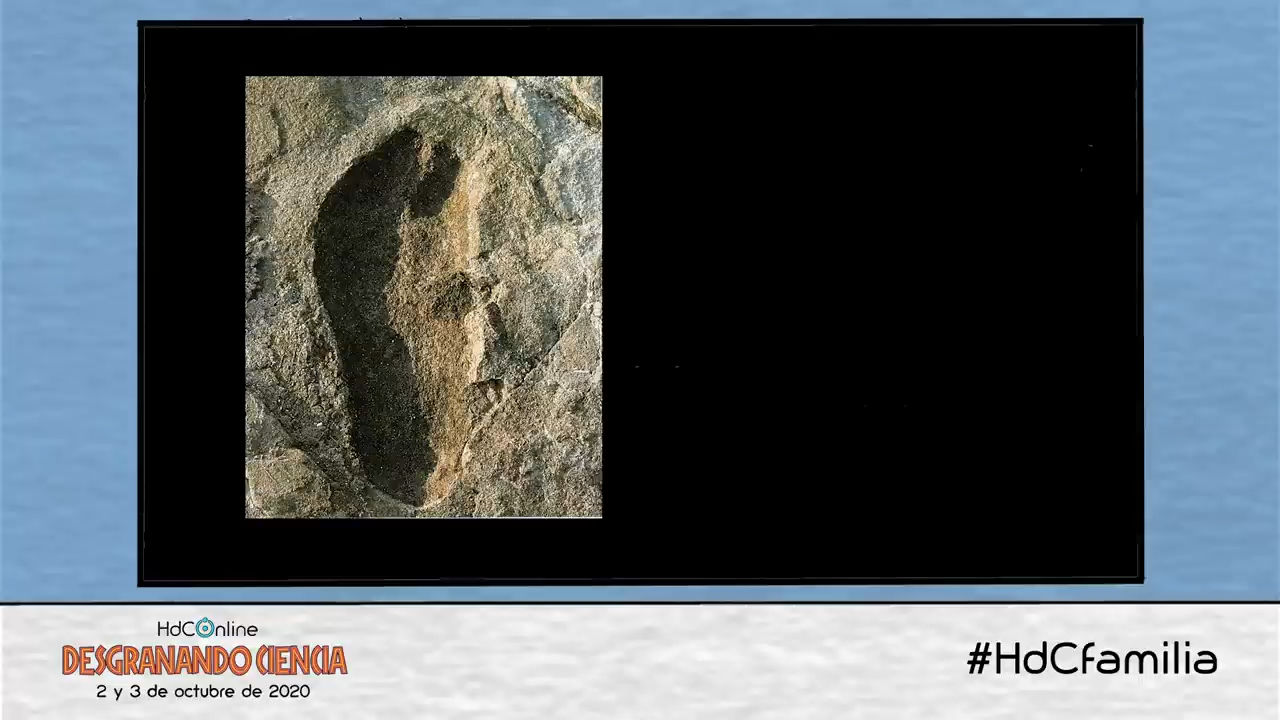 HdCOnline
DESGRANANDO CIENCIA
2 y 3 de octubre de 2020
#HdCfamilia